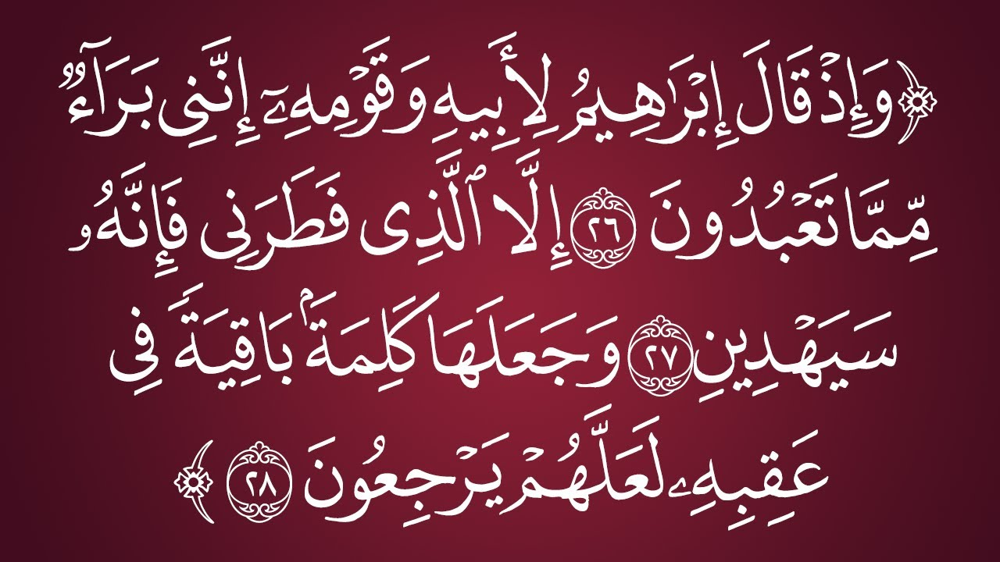 ﴿وَإِذۡ قَالَ إِبۡرَٰهِيمُ لِأَبِيهِ وَقَوۡمِهِۦٓ إِنَّنِي بَرَآءٞ
مِّمَّا تَعۡبُدُونَ ٢٦ إِلَّا ٱلَّذِي فَطَرَنِي فَإِنَّهُۥ
سَيَهۡدِينِ ٢٧ وَجَعَلَهَا كَلِمَةَۢ بَاقِيَةٗ فِي
عَقِبِهِۦ لَعَلَّهُمۡ يَرۡجِعُونَ ٢٨﴾